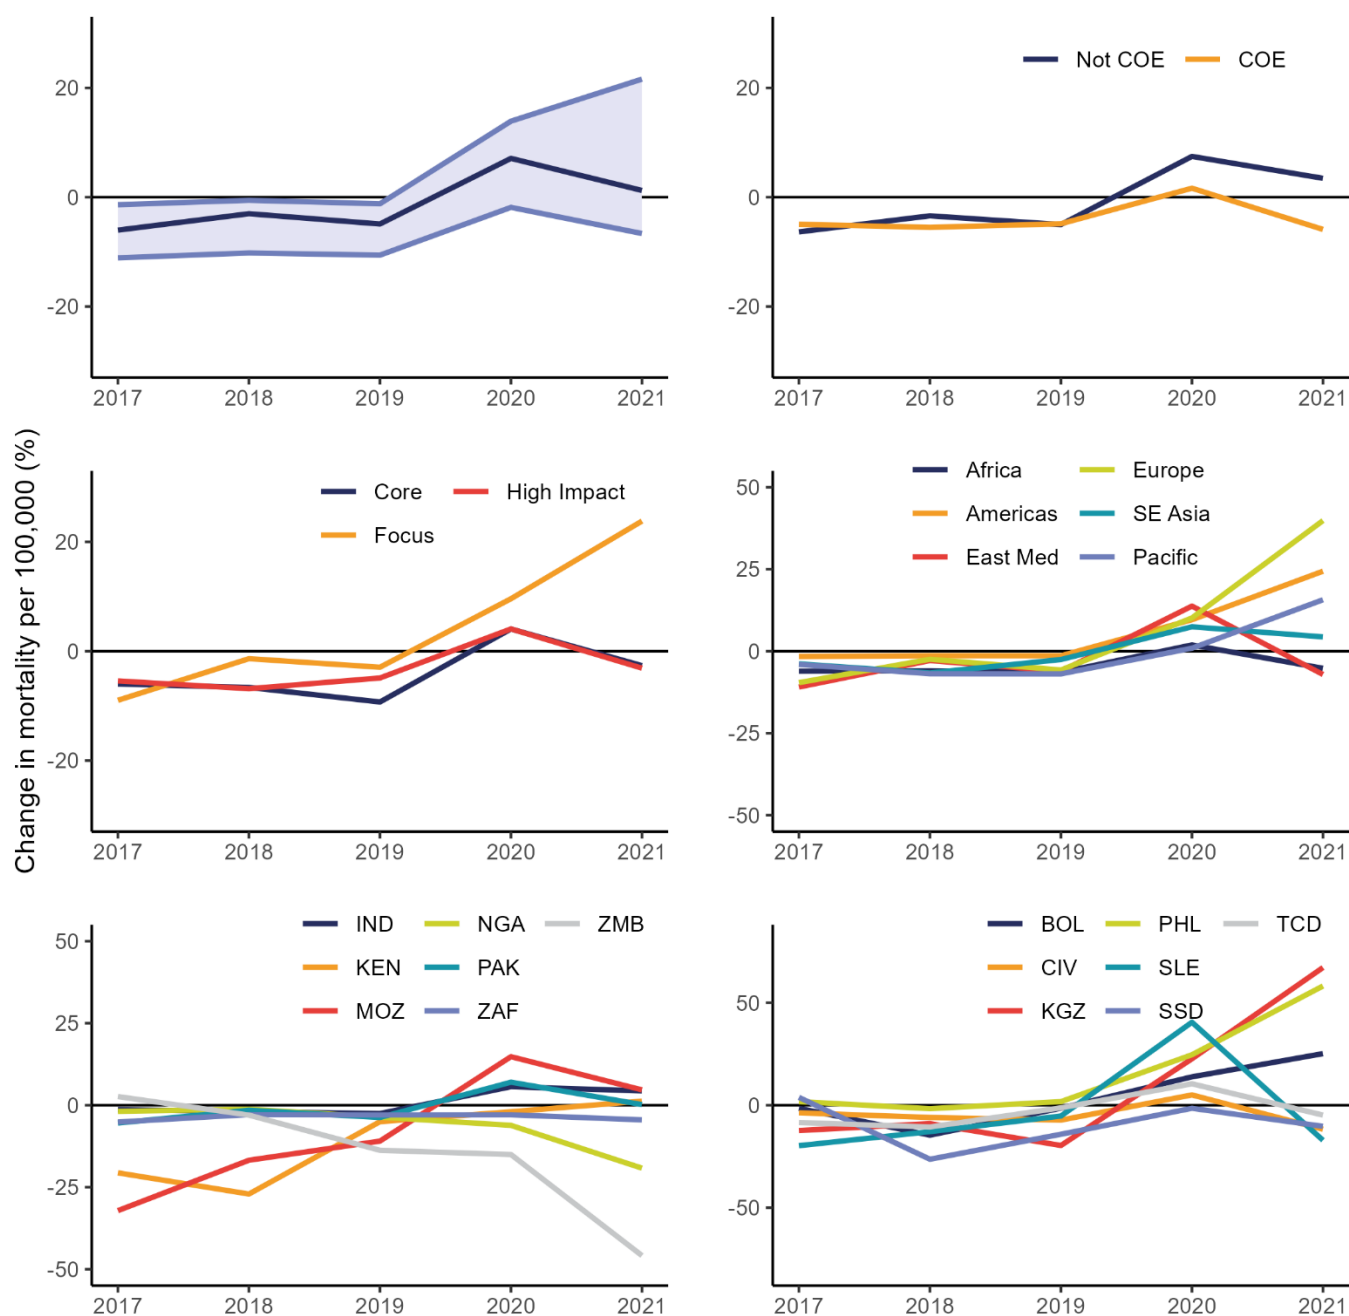 Change in mortality per 100,000 (%)
20
0
-20
2017 2018 2019 2020 2021
Not COE COE
20
0
-20
2017 2018 2019 2020 2021
Core High Impact
Focus
20
0
-20
2017 2018 2019 2020 2021
Africa Europe
Americas SE Asia
East Med Pacific
50
25
0
-25
-50
2017 2018 2019 2020 2021
IND NGA ZMB
KEN PAK
MOZ ZAF
50
25
0
-25
-50
2017 2018 2019 2020 2021
BOL PHL TCD
CIV SLE
KGZ SSD
50
0
-50
2017 2018 2019 2020 2021